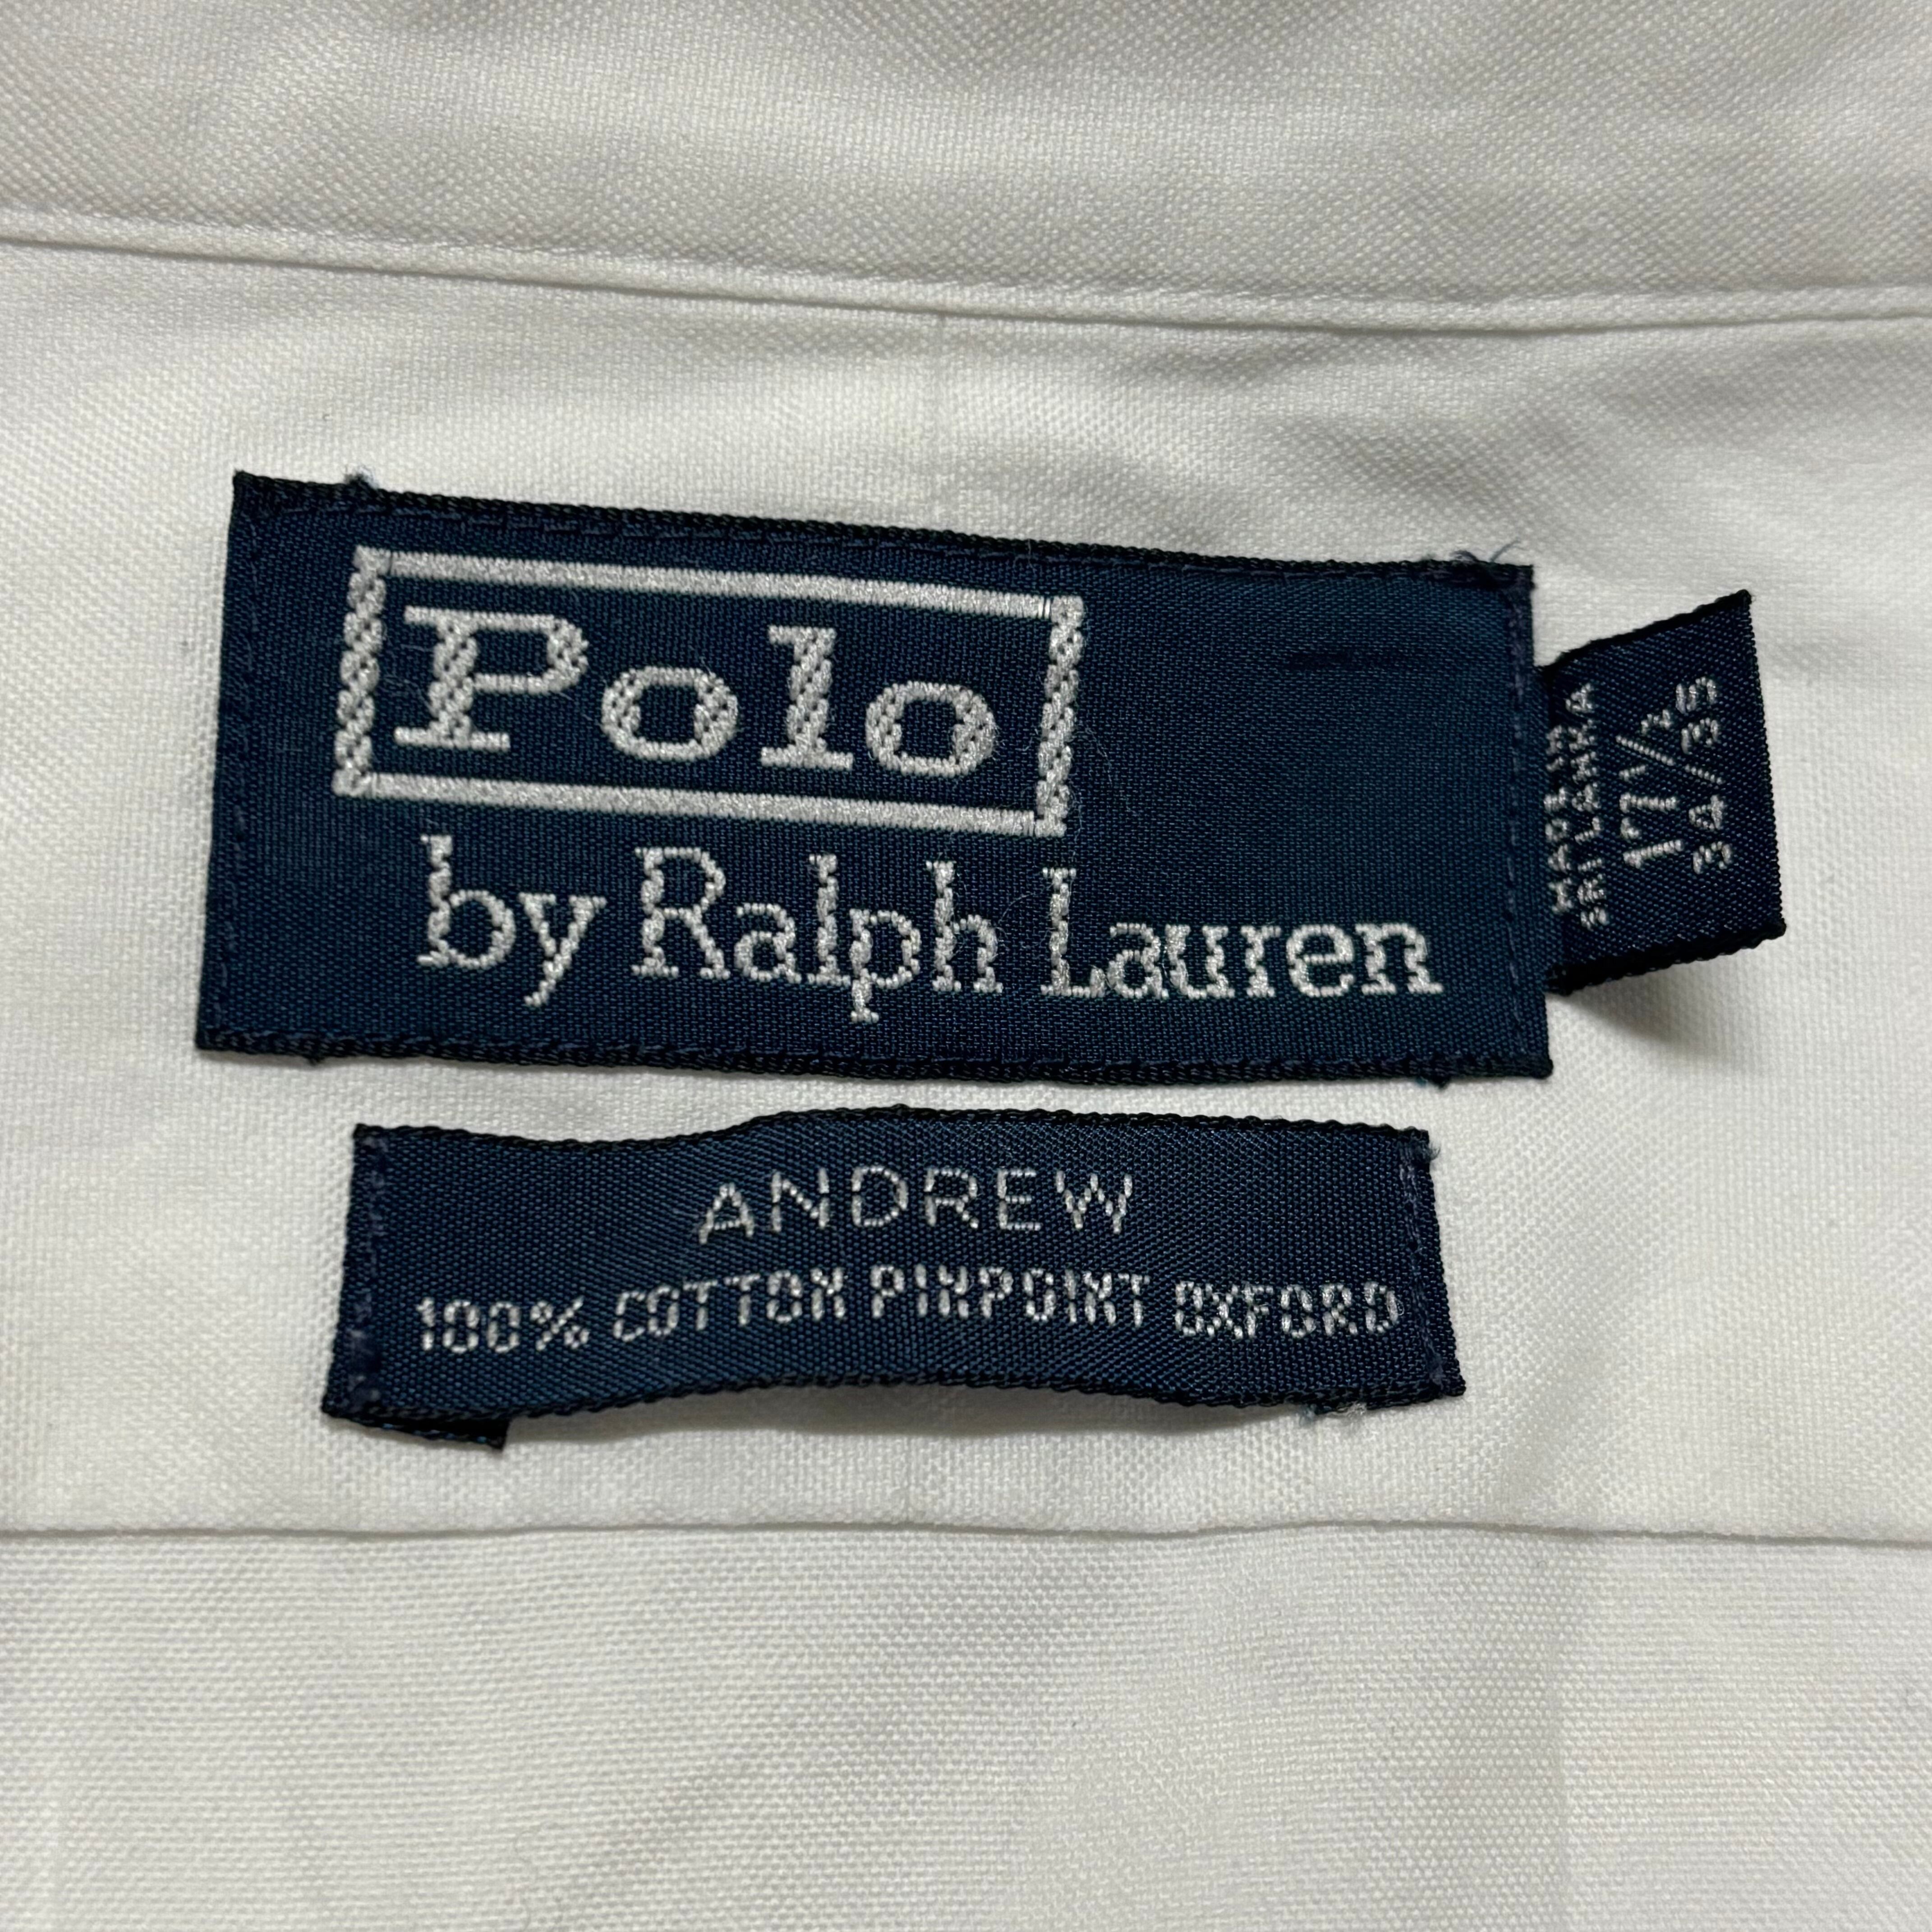 Polo
by Ralph Lauren
MADE IN
SRI LANKA
17 1/2
34/35
ANDREW
100% COTTON PINPOINT OXFORD